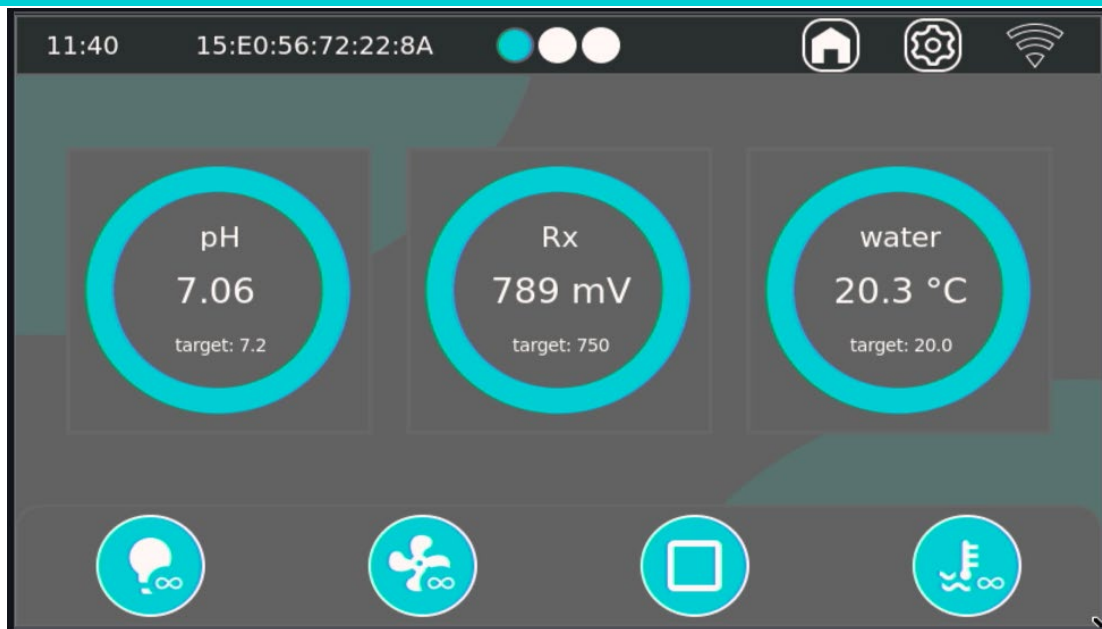 11:40 15:E0:56:72:22:8A
pH
7.06
target: 7.2
Rx
789 mV
target: 750
water
20.3 °C
target: 20.0
∞
∞
∞